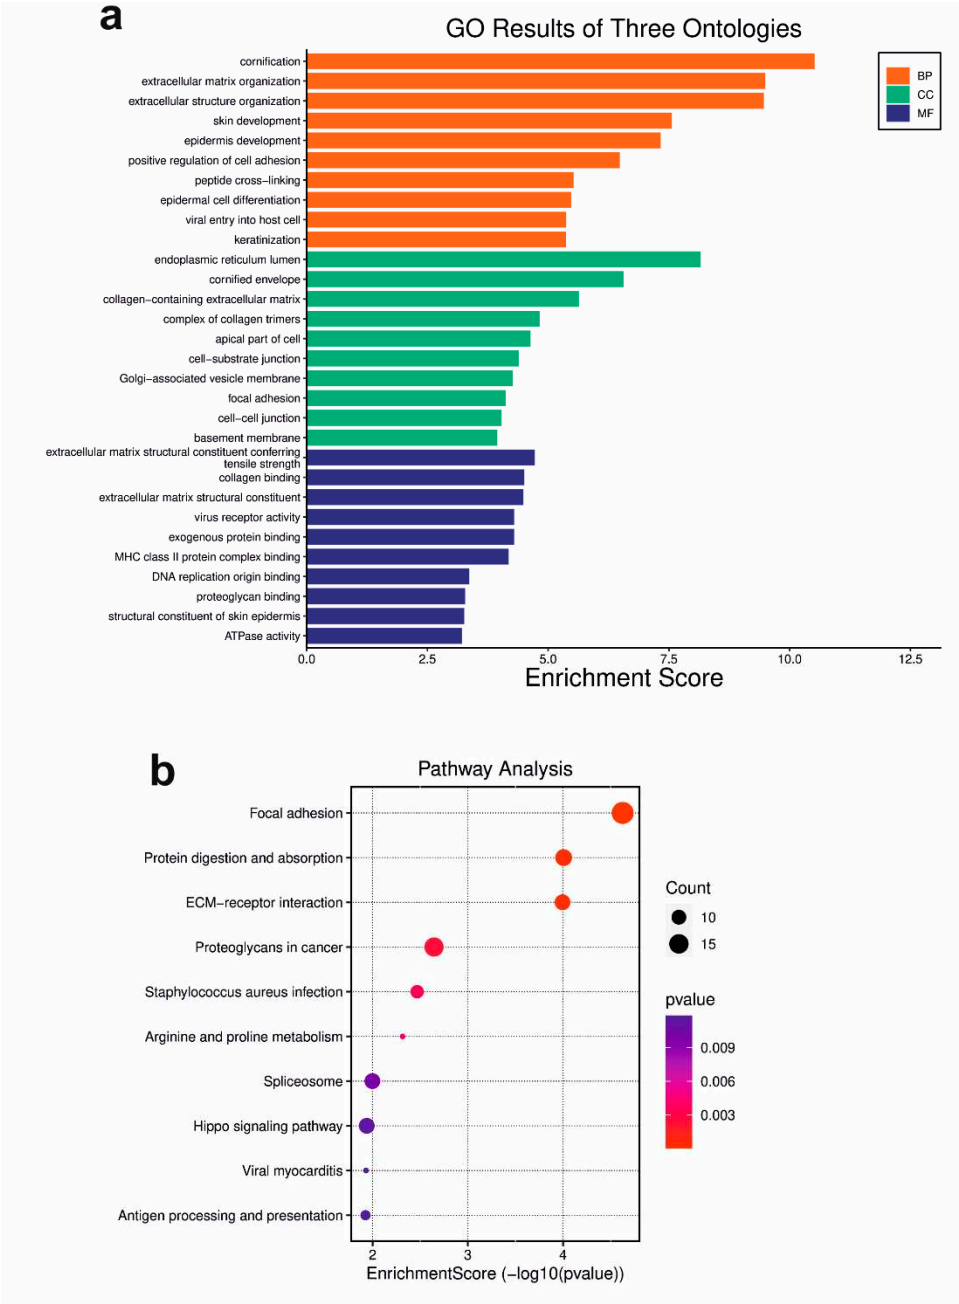 a
GO Results of Three Ontologies
cornification
extracellular matrix organization
extracellular structure organization
skin development
epidermis development
positive regulation of cell adhesion
peptide cross−linking
epidermal cell differentiation
viral entry into host cell
keratinization
endoplasmic reticulum lumen
cornified envelope
collagen−containing extracellular matrix
complex of collagen trimers
apical part of cell
cell−substrate junction
Golgi−associated vesicle membrane
focal adhesion
cell−cell junction
basement membrane
extracellular matrix structural constituent conferring
tensile strength
collagen binding
extracellular matrix structural constituent
virus receptor activity
exogenous protein binding
MHC class II protein complex binding
DNA replication origin binding
proteoglycan binding
structural constituent of skin epidermis
ATPase activity
BP
CC
MF
0.0 2.5 5.0 7.5 10.0 12.5
Enrichment Score
b
Pathway Analysis
Focal adhesion
Protein digestion and absorption
ECM−receptor interaction
Proteoglycans in cancer
Staphylococcus aureus infection
Arginine and proline metabolism
Spliceosome
Hippo signaling pathway
Viral myocarditis
Antigen processing and presentation
2 3 4
EnrichmentScore (−log10(pvalue))
Count
10
15
pvalue
0.009
0.006
0.003